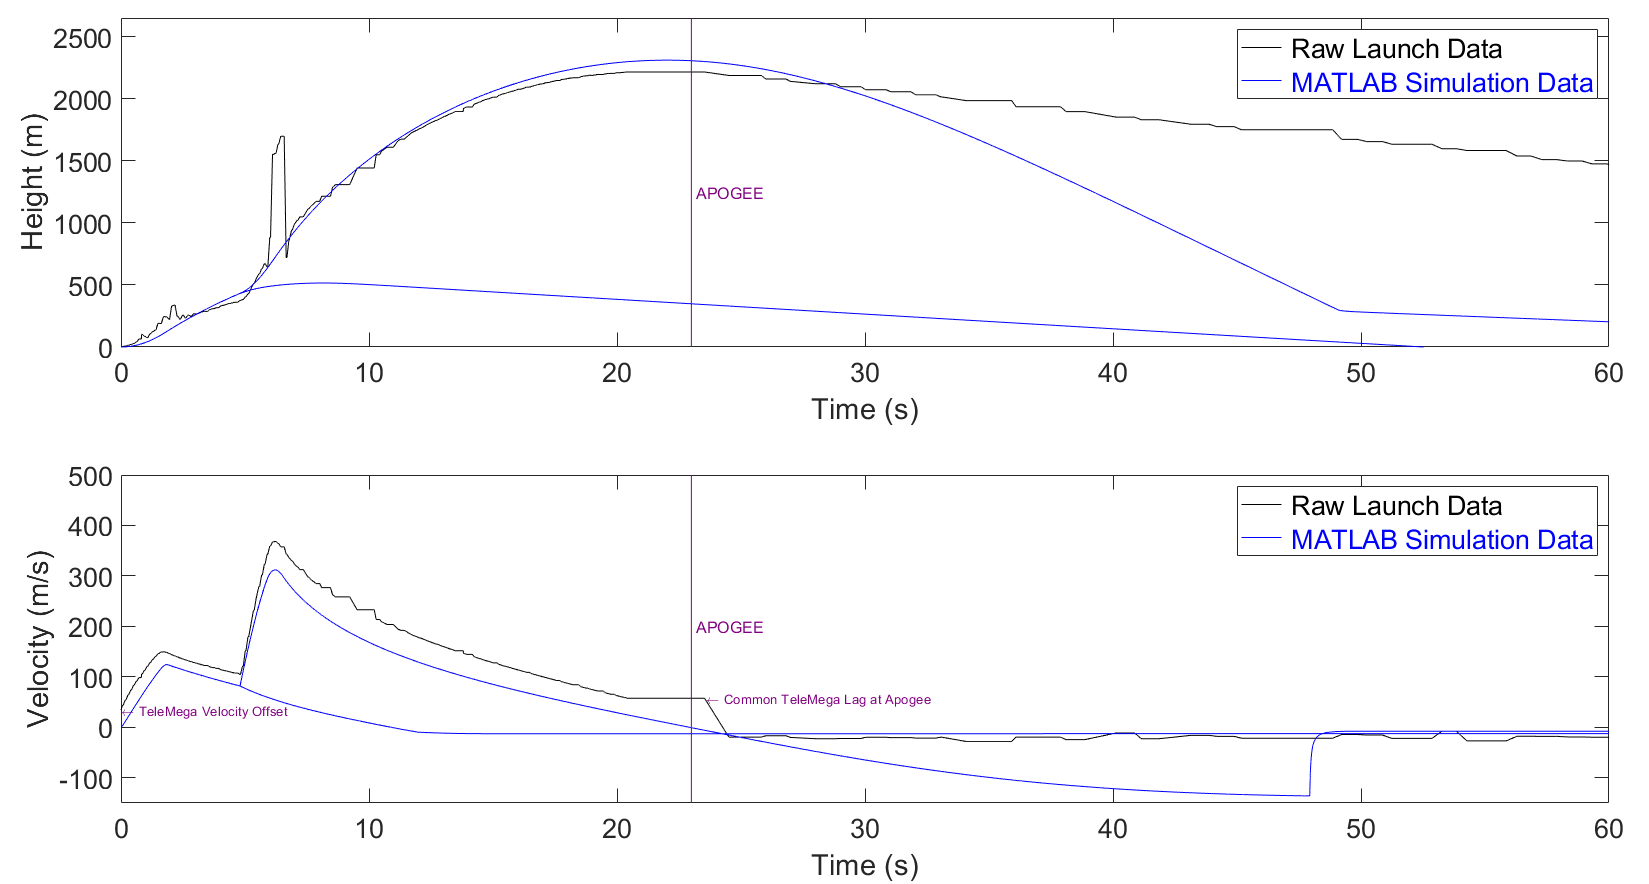 2500
2000
1500
1000
500
0
Height (m)
Raw Launch Data
MATLAB Simulation Data
APOGEE
0 10 20 30 40 50 60
Time (s)
500
400
300
200
100
0
-100
Velocity (m/s)
Raw Launch Data
MATLAB Simulation Data
APOGEE
← TeleMega Velocity Offset
← Common TeleMega Lag at Apogee
0 10 20 30 40 50 60
Time (s)